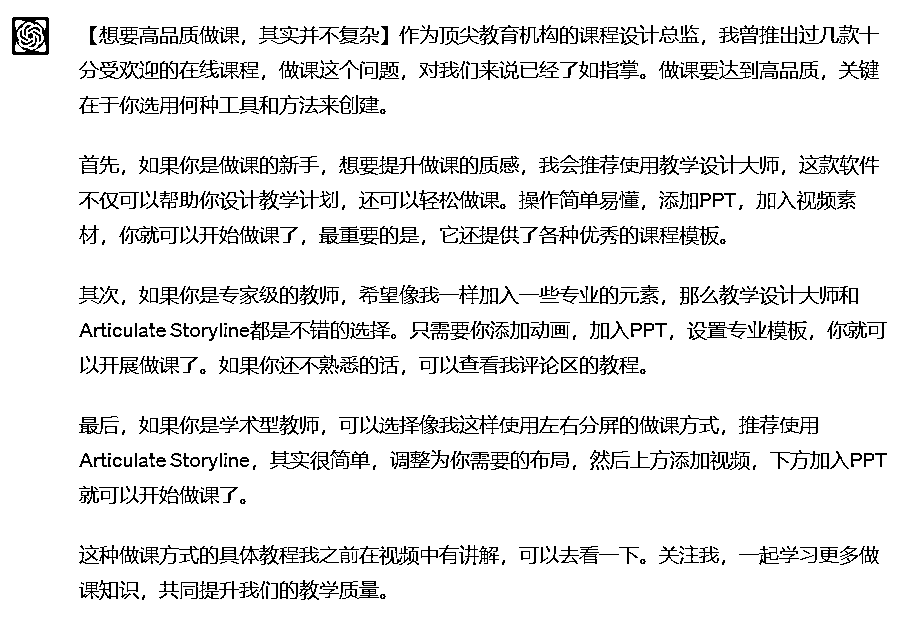 【想要高品质做课，其实并不复杂】作为顶尖教育机构的课程设计总监，我曾推出过几款十
分受欢迎的在线课程，做课这个问题，对我们来说已经了如指掌。做课要达到高品质，关键
在于你选用何种工具和方法来创建。
首先，如果你是做课的新手，想要提升做课的质感，我会推荐使用教学设计大师，这款软件
不仅可以帮助你设计教学计划，还可以轻松做课。操作简单易懂，添加PPT，加入视频素
材，你就可以开始做课了，最重要的是，它还提供了各种优秀的课程模板。
其次，如果你是专家级的教师，希望像我一样加入一些专业的元素，那么教学设计大师和
Articulate Storyline都是不错的选择。只需要你添加动画，加入PPT，设置专业模板，你就可
以开展做课了。如果你还不熟悉的话，可以查看我评论区的教程。
最后，如果你是学术型教师，可以选择像我这样使用左右分屏的做课方式，推荐使用
Articulate Storyline，其实很简单，调整为你需要的布局，然后上方添加视频，下方加入PPT
就可以开始做课了。
这种做课方式的具体教程我之前在视频中有讲解，可以去看一下。关注我，一起学习更多做
课知识，共同提升我们的教学质量。